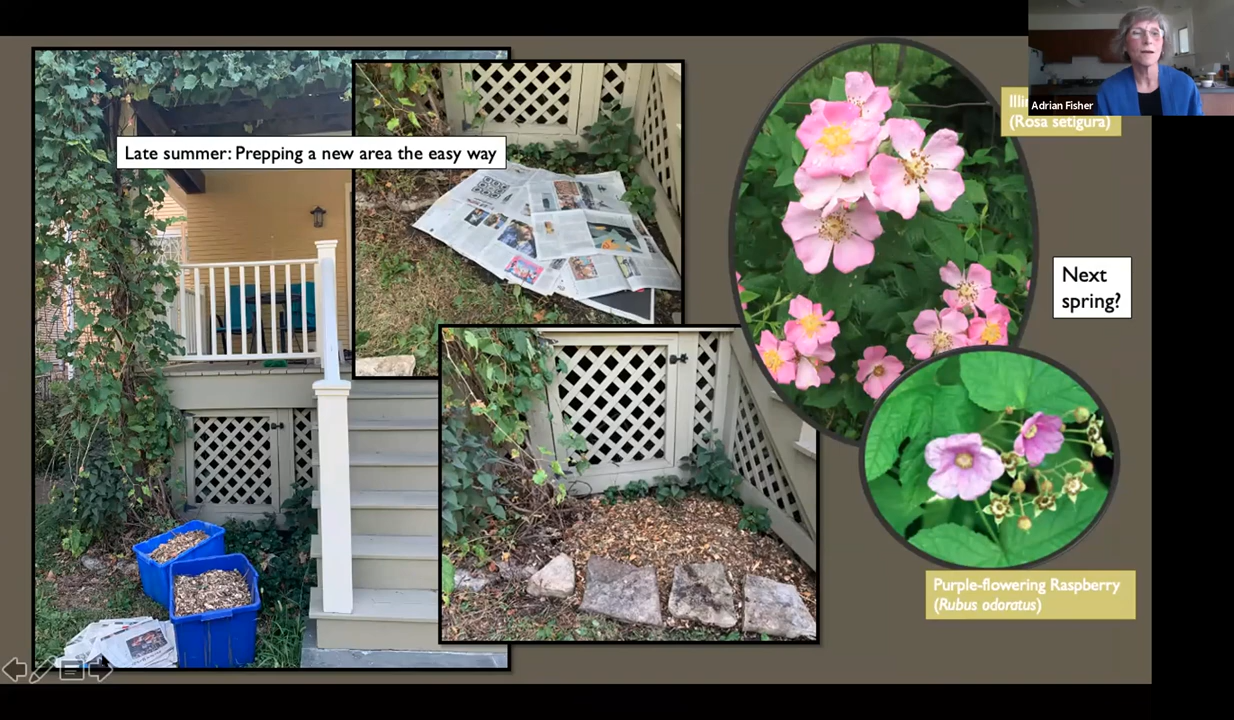 Late summer: Prepping a new area the easy way
Adrian Fisher
(Rosa setigura)
Next
spring?
Purple-flowering Raspberry
(Rubus odoratus)